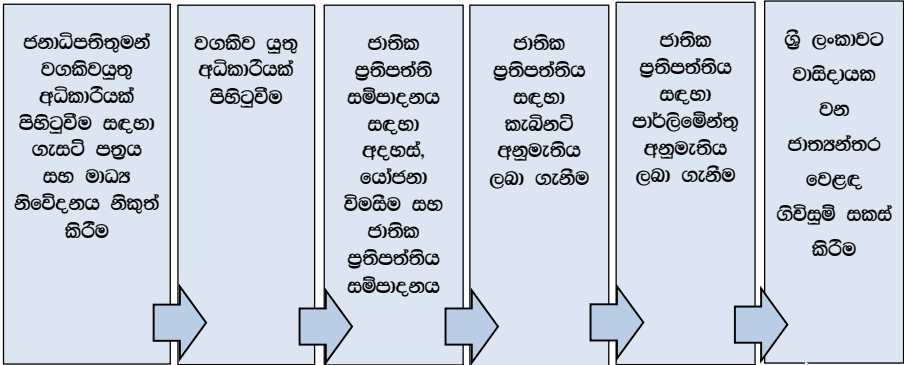 ජනාධිපතිතුමන්
වගකිවයුතු
අධිකාරියක්
පිහිටුවීම සඳහා
ගැසට් පත්‍රය
සහ මාධ්‍ය
නිවේදනය නිකුත්
කිරීම
වගකිව යුතු
අධිකාරියක්
පිහිටුවීම
ජාතික
ප්‍රතිපත්ති
සම්පාදනය
සඳහා
අදහස්,
යෝජනා
විමසීම සහ
ජාතික
ප්‍රතිපත්තිය
සම්පාදනය
ජාතික
ප්‍රතිපත්තිය
සඳහා
කැබිනට්
අනුමැතිය
ලබා ගැනීම
ජාතික
ප්‍රතිපත්තිය
සඳහා
පාර්ලිමේන්තු
අනුමැතිය
ලබා ගැනීම
ශ්‍රී ලංකාවට
වාසිදායක
වන
ජාත්‍යන්තර
වෙළඳ
ගිවිසුම් සකස්
කිරීම